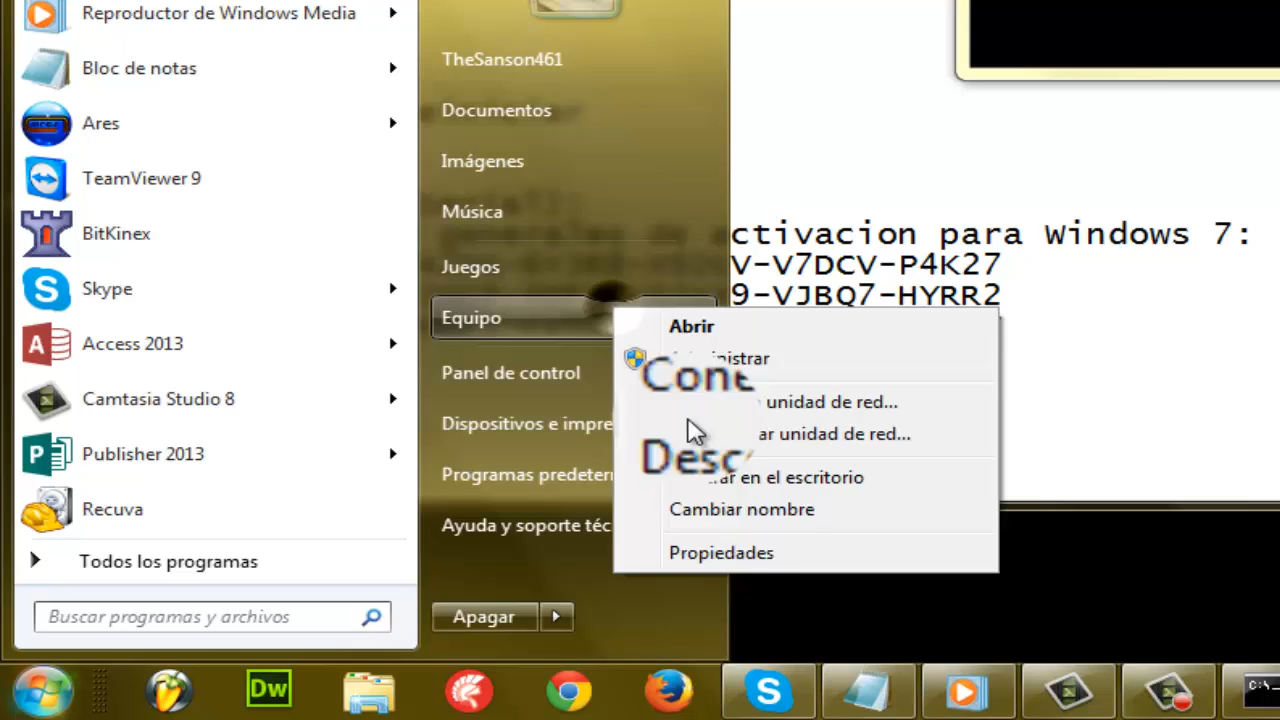 Reproductor de Windows Media
Bloc de notas
Ares
TeamViewer 9
BitKinex
Skype
Access 2013
Camtasia Studio 8
Publisher 2013
Recuva
Todos los programas
Buscar programas y archivos
TheSanson461
Documentos
Imágenes
Música
Juegos
Equipo
Panel de control
Dispositivos e impre
Programas predeter
Ayuda y soporte téc
Apagar
Abrir
Cone
unidad de red...
ar unidad de red...
Desc
en el escritorio
Cambiar nombre
Propiedades
ctivacion para Windows 7:
V-V7DCV-P4K27
9-VJBQ7-HYRR2
Dw
C:\